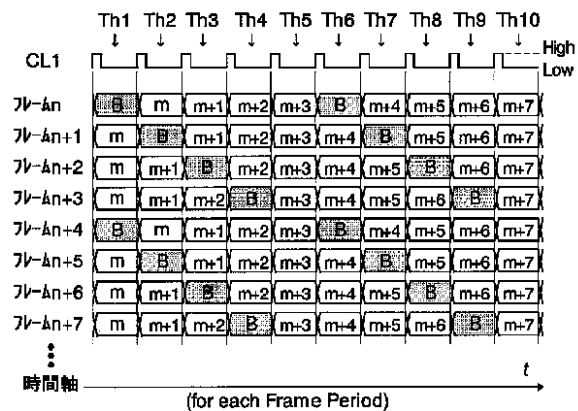 Th1 Th2 Th3 Th4 Th5 Th6 Th7 Th8 Th9 Th10
CL1 High
Low
ﾌﾚｰﾑn B m m+1 m+2 m+3 B m+4 m+5 m+6 m+7
ﾌﾚｰﾑn+1 m B m+1 m+2 m+3 m+4 B m+5 m+6 m+7
ﾌﾚｰﾑn+2 m m+1 B m+2 m+3 m+4 m+5 B m+6 m+7
ﾌﾚｰﾑn+3 m m+1 m+2 B m+3 m+4 m+5 m+6 B m+7
ﾌﾚｰﾑn+4 B m m+1 m+2 m+3 B m+4 m+5 m+6 m+7
ﾌﾚｰﾑn+5 m B m+1 m+2 m+3 m+4 B m+5 m+6 m+7
ﾌﾚｰﾑn+6 m m+1 B m+2 m+3 m+4 m+5 B m+6 m+7
ﾌﾚｰﾑn+7 m m+1 m+2 B m+3 m+4 m+5 m+6 B m+7
時間軸 t
(for each Frame Period)